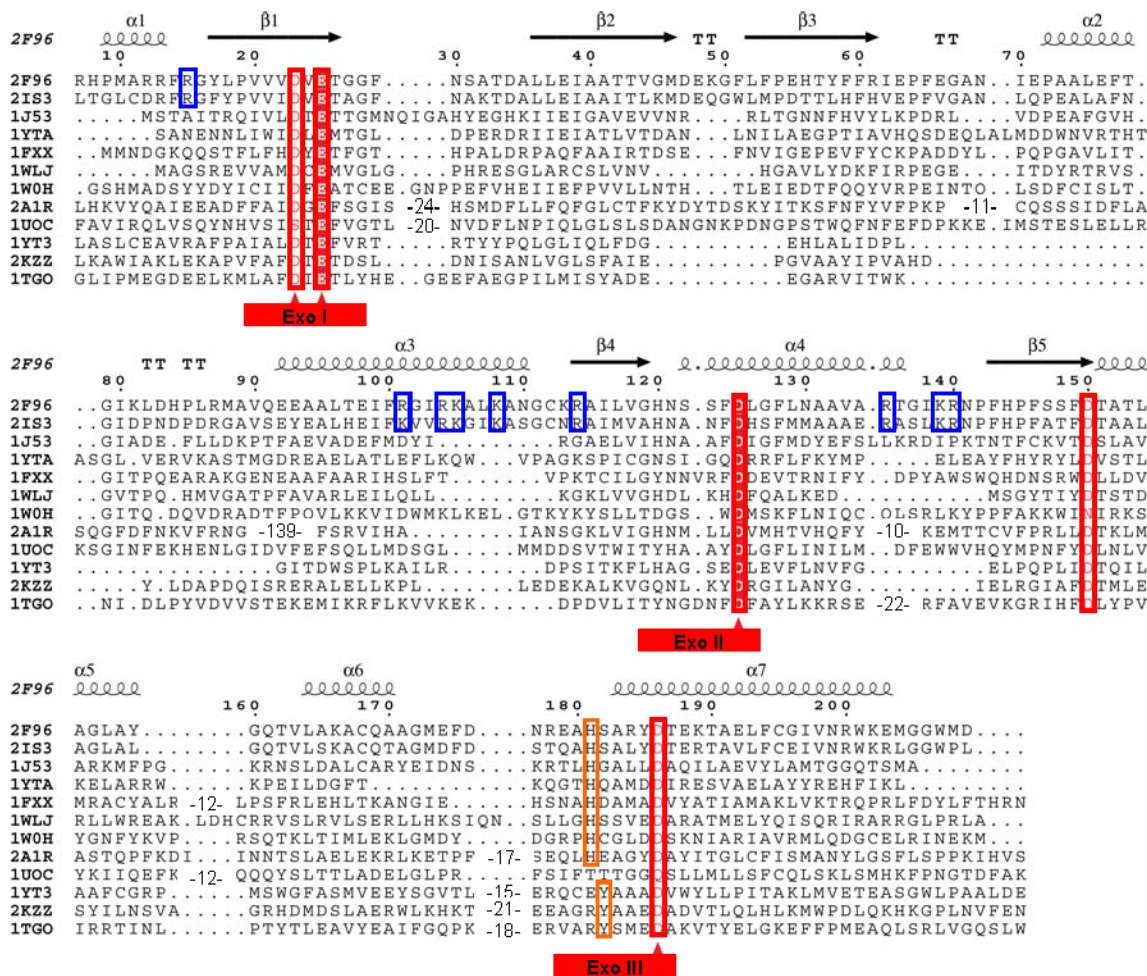 2F96 α1 β1 β2 TT β3 TT α2
10 20 30 40 50 60 70
2F96 RHPMARRFRGYLPVVVDVETGGF.....NSATDALLEIAATTVGMDEKGFLFPEHTYFFRIEPFEGAN..IEPAALEFT
2IS3 LTGLCDRFRGFYPVVIDVETAGF.....NAKTDALLEIAAITLKMDEQGWLMPDTTLHFHVEPFVGAN..LQPEALAFN
1J53 .....MSTAITRQIVLDTETTGMNQIGAHYEGHKIIEIGAVEVVNR....RLTGNNFHVYLKPDRL...VDPEAFGVH
1YTA ......SANENNLIWIDLEMTGL....DPERDRIIEIATLVTDAN....LNILAEGPTIAVHQSDEQLALMDDWNVRTH
1FXX ..MMNDGKQQSTFLFHDYETFGT....HPALDRPAQFAAIRTDSE....FNVIGEPEVFYCKPADDYL..PQPGAVLIT
1WLJ ......MAGSREVVAMDCEMVGLG...PHRESGLARCSLVNV.......HGAVLYDKFIRPEGE....ITDYRTRVS
1W0H .GSHMADSYYDYICIIDFEATCEE.GNPPEFVHEIIEFPVVLLNTH....TLEIEDTFQQYVRPEINTO..LSDFCISLT
2A1R LHKVYQAIEEADFFAIDGEFSGIS -24- HSMDFLLFQFGLCTFKYDYTDSKYITKSFNFYVFPKP -11- CQSSSIDFLA
1UOC FAVIRQLVSQYNHVSISTEFVGTL -20- NVDFLNPIQLGLSLSDANGNKPDNGPSTWQFNFEFDPKKE.IMSTESLELLR
1YT3 LASLCEAVRAFPAIALDTEFVRT....RTYYPQLGLIQLFDG..........EHLALIDPL................
2KZZ LKAWIAKLEKAPVFAFDTETDSL....DNISANLVGLSFAIE.........PGVAAYIPVAHD..............
1TGO GLIPMEGDEELKMLAFDIETLYHE.GEEFAEGPILMISYADE.........EGARVITWK.................
Exo I
2F96 TT TT α3 β4 α4 β5
80 90 100 110 120 130 140 150
2F96 ..GIKLDHPLRMAVQEEAALTEIFRGIRKALKANGCKRAILVGHNS.SFDLGFLNAAVA.RTGIKRNPFHPFSSFDTATL
2IS3 ..GIDPNDPDRGAVSEYEALHEIFKVVRKGIKASGCNRAIMVAHNA.NFDHSFMMAAAE.RASLKRNPFHPFATFDTAAL
1J53 ..GIADE.FLLDKPTFAEVADEFMDYI......RGAELVIHNA.AFDIGFMDYEFSLLKRDIPKTNTFCKVTDSLAV
1YTA ASGL.VERVKASTMGDREAELATLEFLKQW...VPAGKSPICGNSI.GQDRRFLFKYMP.....ELEAYFHYRYLDVSTL
1FXX ..GITPQEARAKGENEAAFAARIHSLFT.....VPKTCILGYNNVRFDDEVTRNIFY...DPYAWSWQHDNSRWDLLDV
1WLJ ..GVTPQ.HMVGATPFAVARLEILQLL......KGKLVVGHDL.KHDFQALKED........MSGYTIYDTSTD
1W0H ..GITQ.DQVDRADTFPOVLKKVIDWMKLKEL.GTKYKYSLLTDGS.WDMSKFLNIQC.OLSRLKYPPFAKKWINIRKS
2A1R SQGFDFNKVFRNG -139- FSRVIHA......IANSGKLVIGHNM.LLDVMHTVHQFY -10- KEMTTCVFPRLLDTKLM
1UOC KSGINFEKHENLGIDVFEFSQLLMDSGL....MMDDSVTWITYHA.AYDLGFLINILM.DFEWWVHQYMPNFYDLNLV
1YT3 ..............GITDWSPLKAILR.....DPSITKFLHAG.SEDLEVFLNVFG......ELPQPLIDTQIL
2KZZ ....Y.LDAPDQISRERALELLKPL.......LEDEKALKVGQNL.KYDRGILANYG.......IELRGIAFDTMLE
1TGO ..NI.DLPYVDVVSTEKEMIKRFLKVVKEK....DPDVLITYNGDNFDFAYLKKRSE -22- RFAVEVKGRIHFDLYPV
Exo II
2F96 α5 α6 α7
160 170 180 190 200
2F96 AGLAY.......GQTVLAKACQAAGMEFD....NREAHSARYDTEKTAELFCGIVNRWKEMGGWMD...
2IS3 AGLAL.......GQTVLSKACQTAGMDFD....STQAHSALYDTERTAVLFCEIVNRWKRLGGWPL...
1J53 ARKMFPG.....KRNSLDALCARYEIDNS....KRTLHGALLDAQILAEVYLAMTGGQTSMA.......
1YTA KELARRW.....KPEILDGFT...........KQGTHQAMDDIRESVAELAYYREHFIKL........
1FXX MRACYALR -12- LPSFRLEHLTKANGIE.....HSNAHDAMADVYATIAMAKLVKTRQPRLFDYLFTHRN
1WLJ RLLWREAK.LDHCRRVSLRVLSERLLHKSIQN..SLLGHSSVEDARATMELYQISQRIRARRGLPRLA...
1W0H YGNFYKVP....RSQTKLTIMLEKLGMDY....DGRPHCGLDDSKNIARIAVRMLQDGCELRINEKM...
2A1R ASTQPFKDI...INNTSLAELEKRLKETPF -17- SEQLHEAGYDAYITGLCFISMANYLGSFLSPPKIHVS
1UOC YKIIQEFK -12- QQQYSLTTLADELGLPR....FSIFTTTGGQSLLMLLSFCQLSKLSMHKFPNGTDFAK
1YT3 AAFCGRP.....MSWGFASMVEEYSGVTL -15- ERQCEYAAADVWYLLPITAKLMVETEASGWLPAALDE
2KZZ SYILNSVA....GRHDMDSLAERWLKHKT -21- EEAGRYAAEDADVTLQLHLKMWPDLQKHKGPLNVFEN
1TGO IRRTINL.....PTYTLEAVYEAIFGQPK -18- ERVARYSMEDAKVTYELGKEFFPMEAQLSRLVGQSLW
Exo III